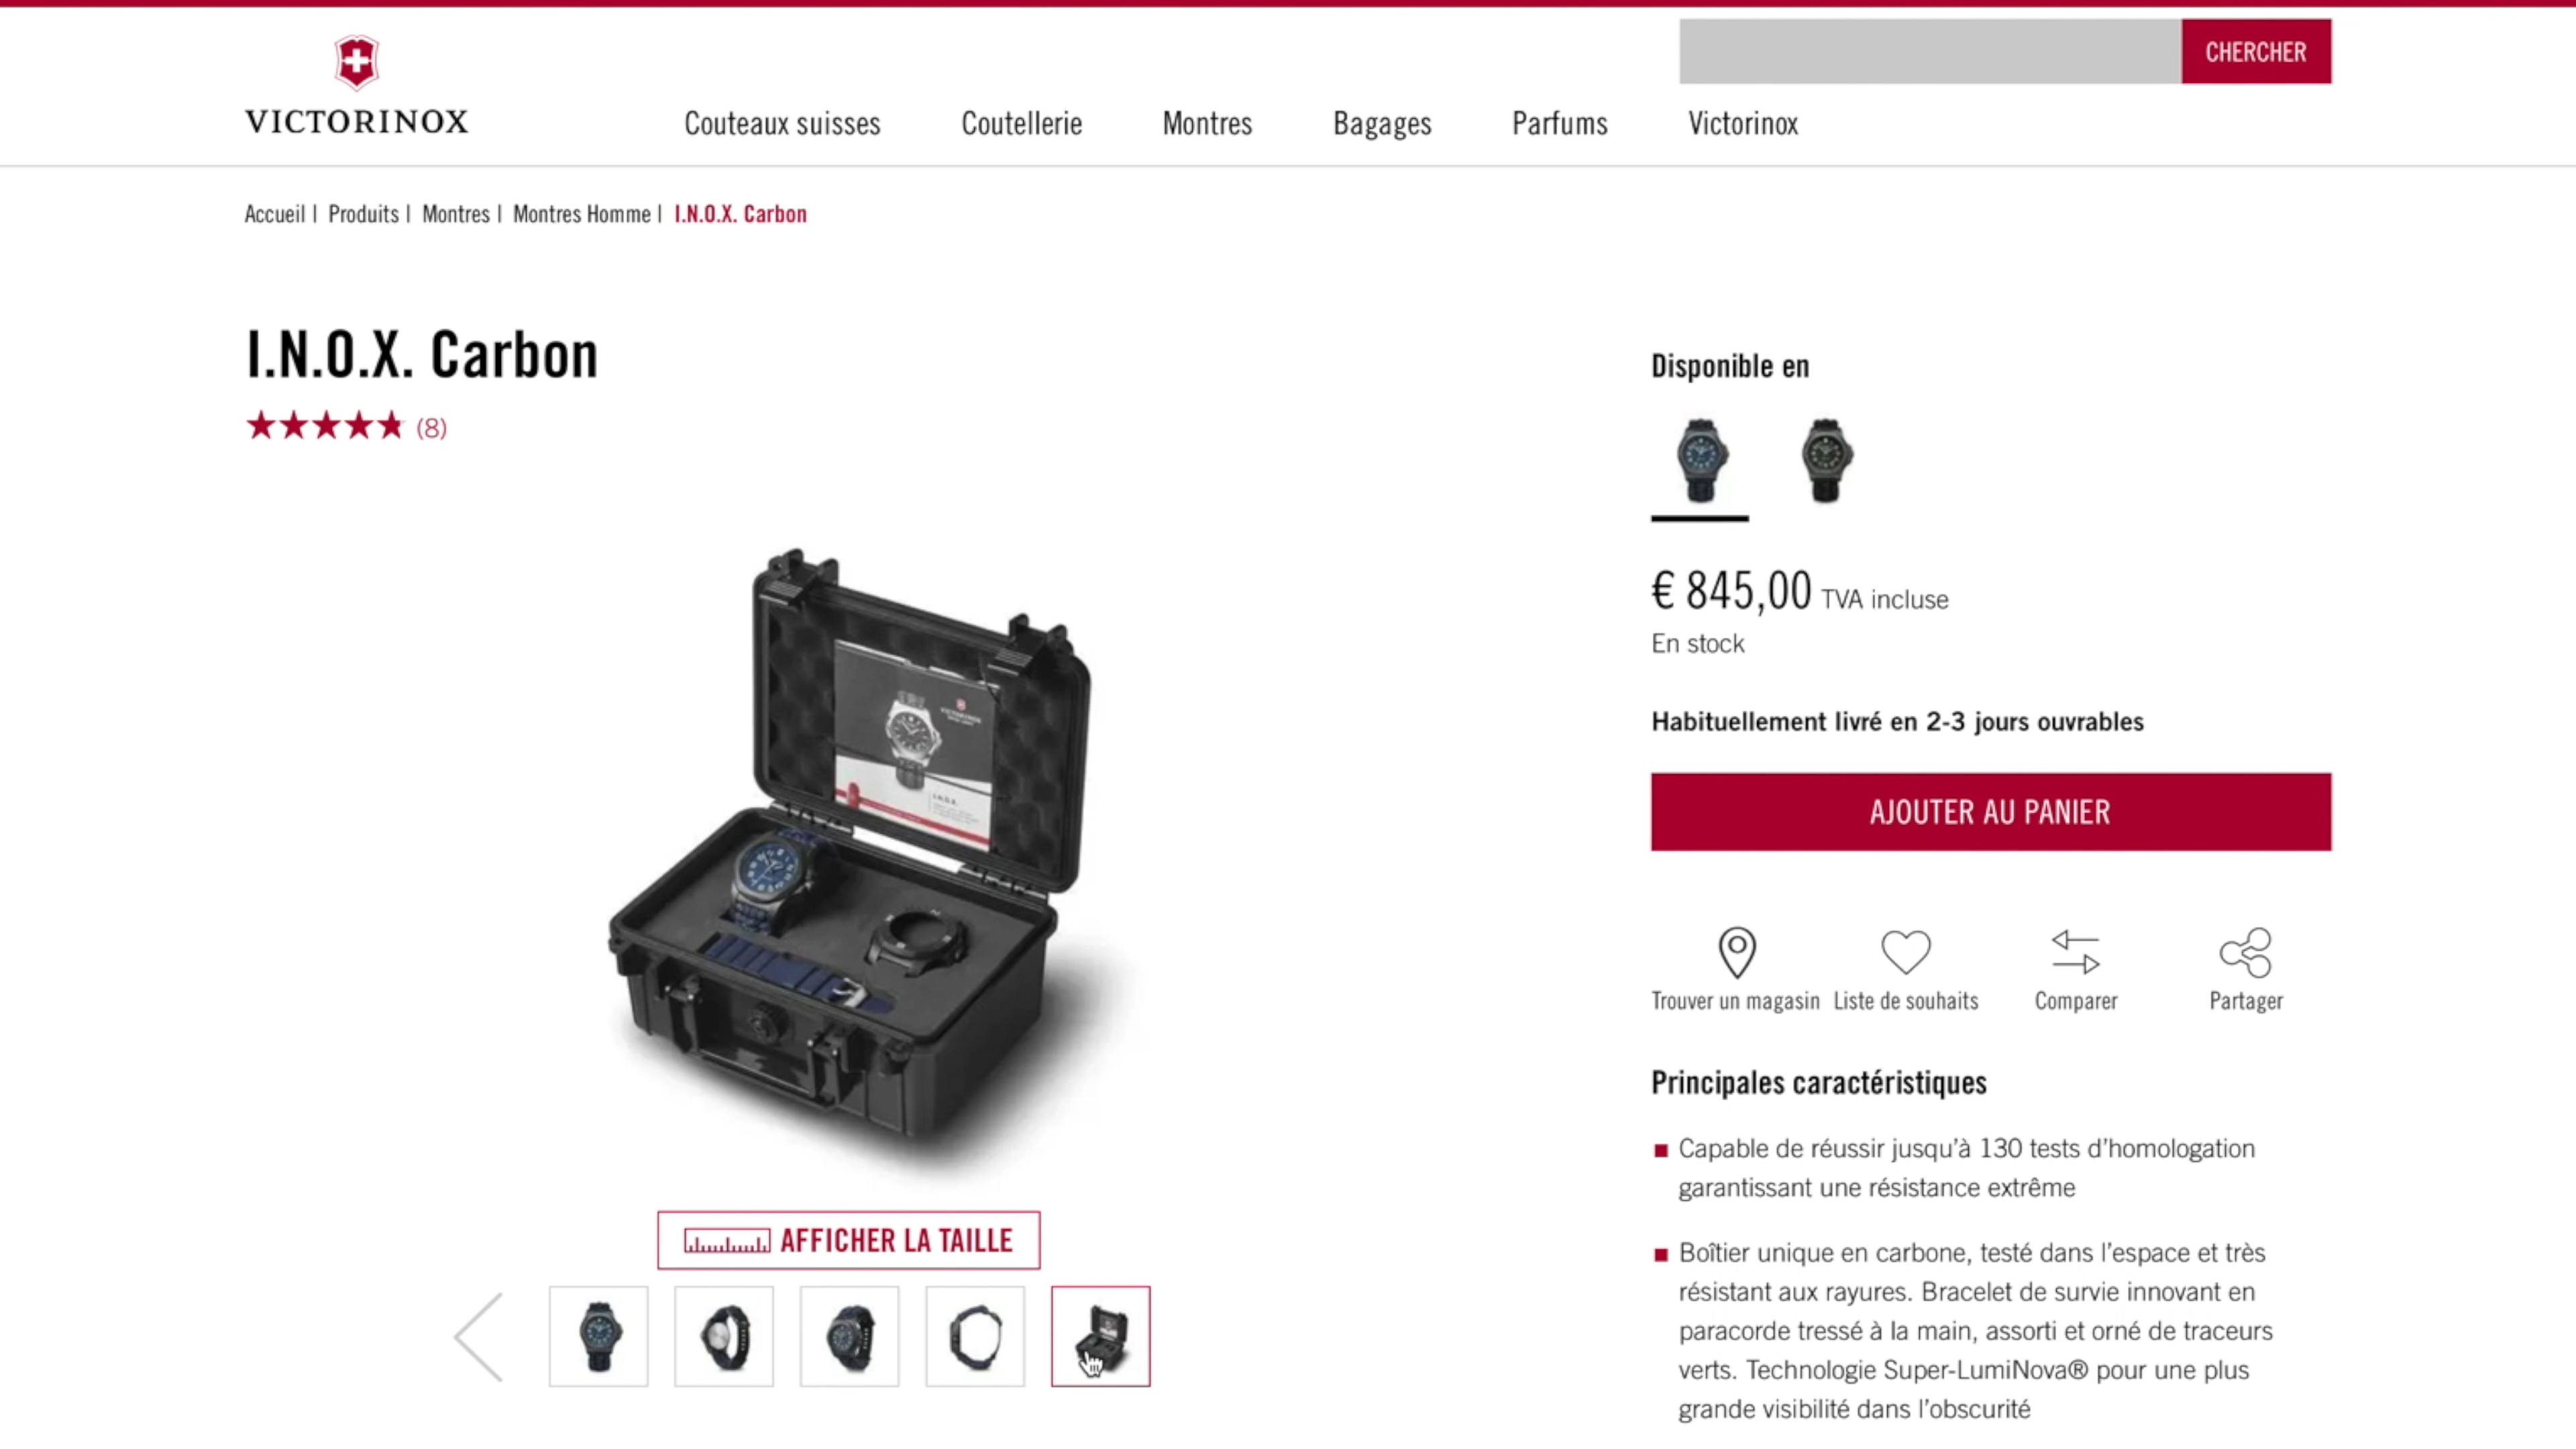 CHERCHER
VICTORINOX
Couteaux suisses
Coutellerie
Montres
Bagages
Parfums
Victorinox
Accueil | Produits | Montres | Montres Homme | I.N.O.X. Carbon
I.N.O.X. Carbon
(8)
VICTORINOX
I.N.O.X.
AFFICHER LA TAILLE
Disponible en
€ 845,00 TVA incluse
En stock
Habituellement livré en 2-3 jours ouvrables
AJOUTER AU PANIER
Trouver un magasin
Liste de souhaits
Comparer
Partager
Principales caractéristiques
Capable de réussir jusqu'à 130 tests d'homologation
garantissant une résistance extrême
Boîtier unique en carbone, testé dans l'espace et très
résistant aux rayures. Bracelet de survie innovant en
paracorde tressé à la main, assorti et orné de traceurs
verts. Technologie Super-LumiNova® pour une plus
grande visibilité dans l'obscurité